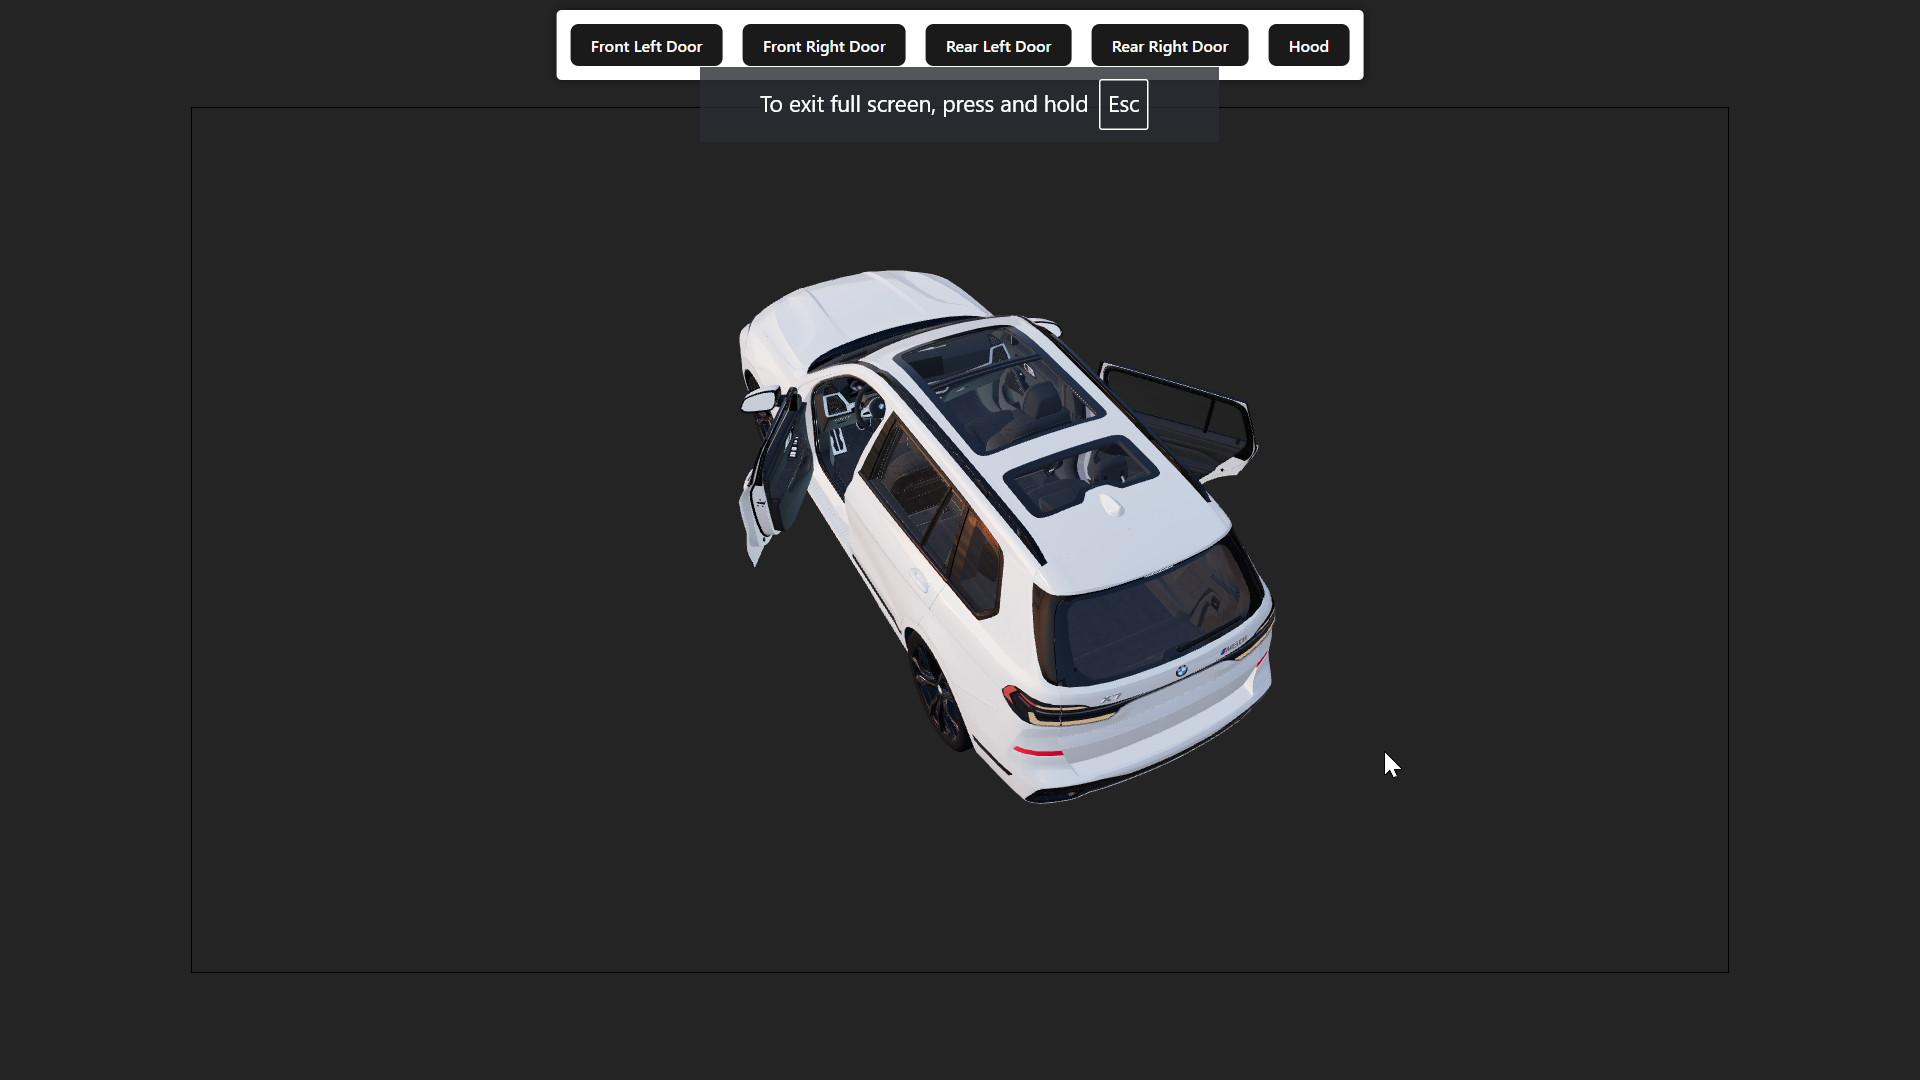 Front Left Door
Front Right Door
Rear Left Door
Rear Right Door
Hood
To exit full screen, press and hold Esc
X7